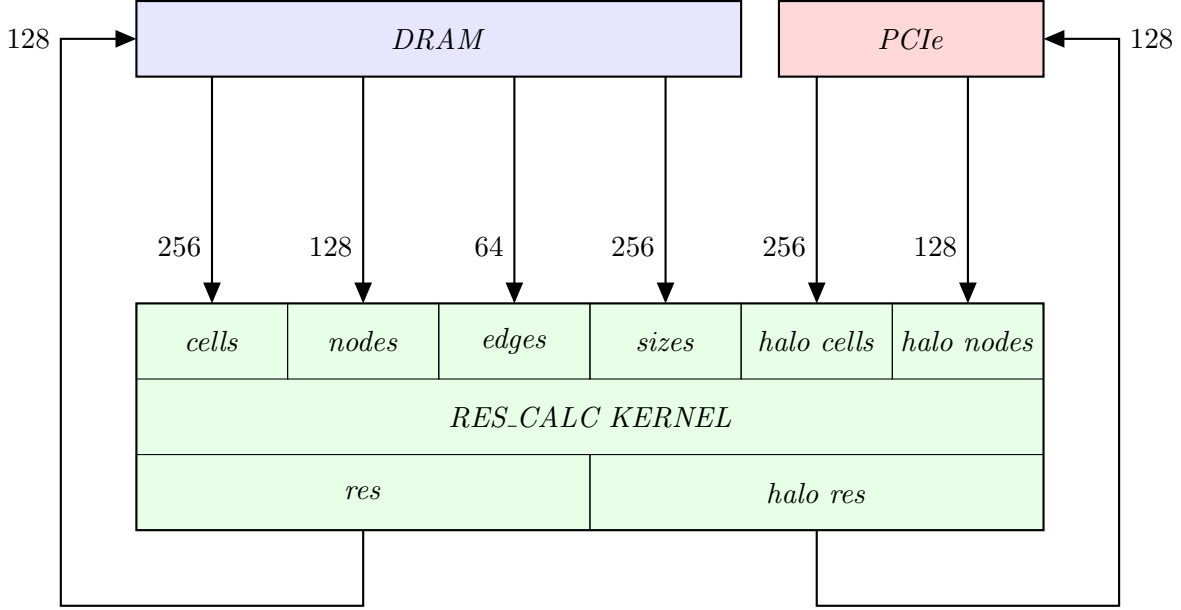 128 DRAM PCIe 128
256 128 64 256 256 128
cells nodes edges sizes halo cells halo nodes
RES_CALC KERNEL
res halo res